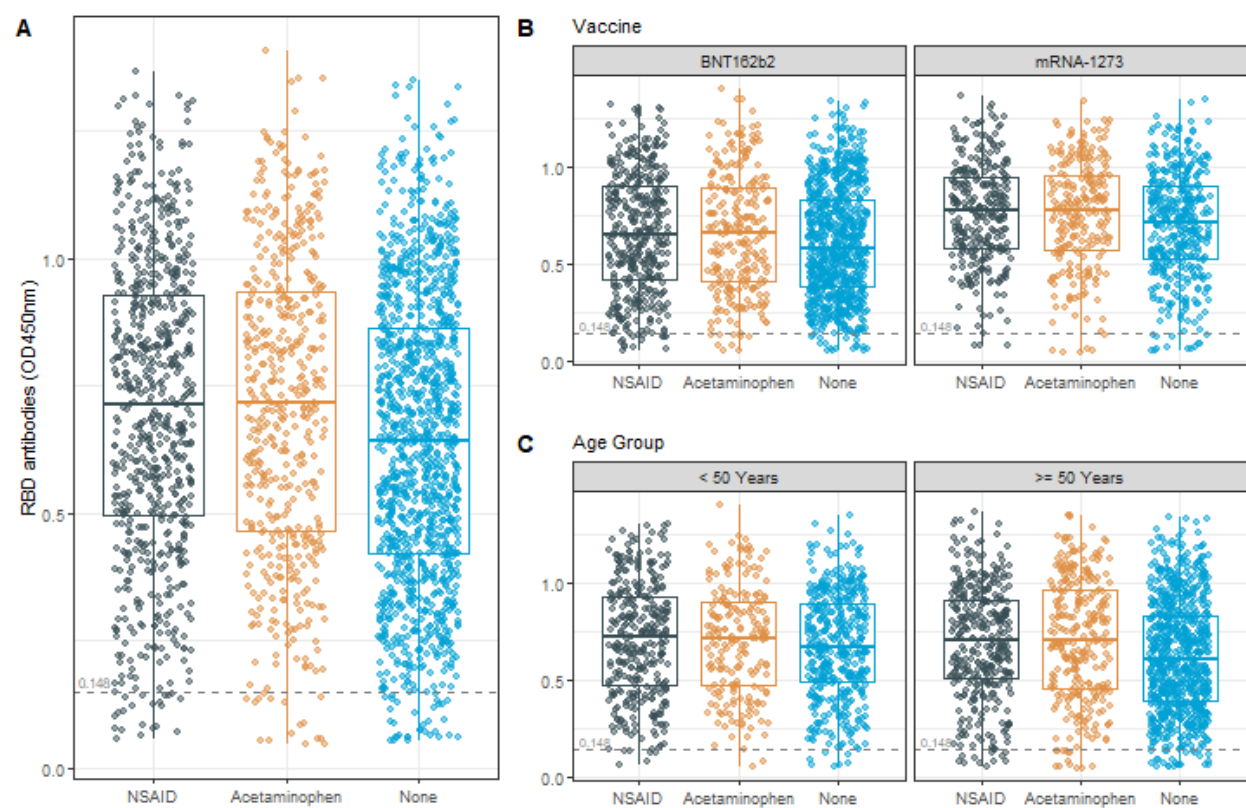 A
RBD antibodies (OD450nm)
1.0
0.5
0.0
0.148
NSAID Acetaminophen None
B Vaccine
BNT162b2 mRNA-1273
1.0
0.5
0.0
0.148 0.148
NSAID Acetaminophen None NSAID Acetaminophen None
C Age Group
< 50 Years >= 50 Years
1.0
0.5
0.0
0.148 0.148
NSAID Acetaminophen None NSAID Acetaminophen None